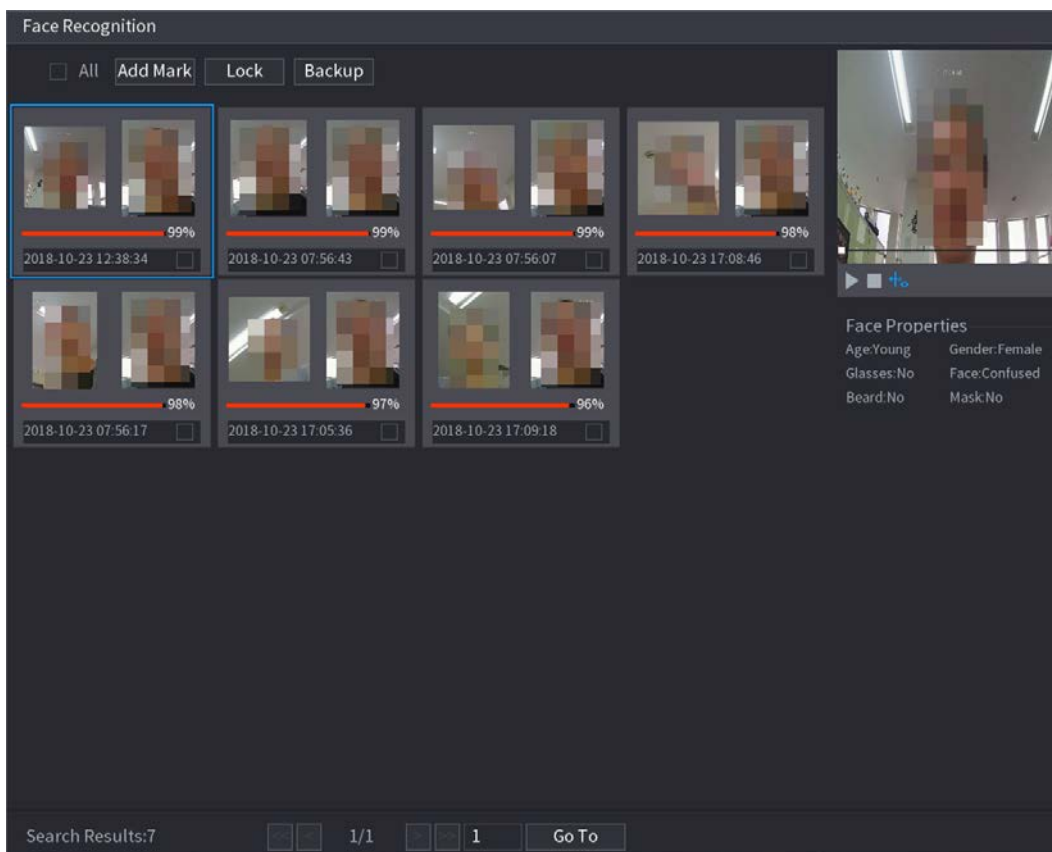 Face Recognition
All Add Mark Lock Backup
99% 99% 99% 98%
2018-10-23 12:38:34 2018-10-23 07:56:43 2018-10-23 07:56:07 2018-10-23 17:08:46
98% 97% 96%
2018-10-23 07:56:17 2018-10-23 17:05:36 2018-10-23 17:09:18
Face Properties
Age:Young Gender:Female
Glasses:No Face:Confused
Beard:No Mask:No
Search Results:7 << < 1/1 > >> 1 Go To